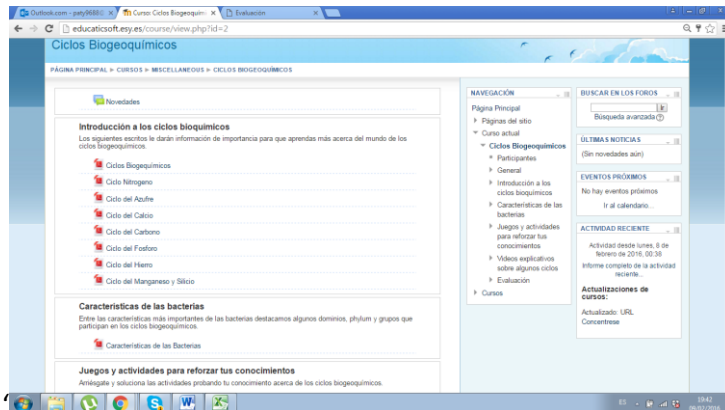 Outlook.com - paty9688@
Curso: Ciclos Biogeoquím
Evaluación
educaticsoft.esy.es/course/view.php?id=2
Ciclos Biogeoquímicos
PÁGINA PRINCIPAL ► CURSOS ► MISCELLANEOUS ► CICLOS BIOGEOQUÍMICOS
Novedades
Introducción a los ciclos bioquímicos
Los siguientes escritos le darán información de importancia para que aprendas más acerca del mundo de los
ciclos biogeoquímicos.
Ciclos Biogequímicos
Ciclo Nitrogeno
Ciclo del Azufre
Ciclo del Calcio
Ciclo del Carbono
Ciclo del Fosforo
Ciclo del Hierro
Ciclo del Manganeso y Silicio
Características de las bacterias
Entre las características más importantes de las bacterias destacamos algunos dominios, phylum y grupos que
participan en los ciclos biogeoquímicos.
Características de las Bacterias
Juegos y actividades para reforzar tus conocimientos
Arriésgate y soluciona las actividades probando tu conocimiento acerca de los ciclos biogeoquímicos
NAVEGACIÓN
Página Principal
Páginas del sitio
Curso actual
Ciclos Biogeoquímicos
Participantes
General
Introducción a los
ciclos bioquímicos
Características de las
bacterias
Juegos y actividades
para reforzar tus
conocimientos
Videos explicativos
sobre algunos ciclos
Evaluación
Cursos
BUSCAR EN LOS FOROS
Ir
Búsqueda avanzada
ÚLTIMAS NOTICIAS
(Sin novedades aún)
EVENTOS PRÓXIMOS
No hay eventos próximos
Ir al calendario...
ACTIVIDAD RECIENTE
Actividad desde lunes, 8 de
febrero de 2016, 00:38
Informe completo de la actividad
reciente...
Actualizaciones de
cursos:
Actualizado: URL
Concentrese
ES
19:42